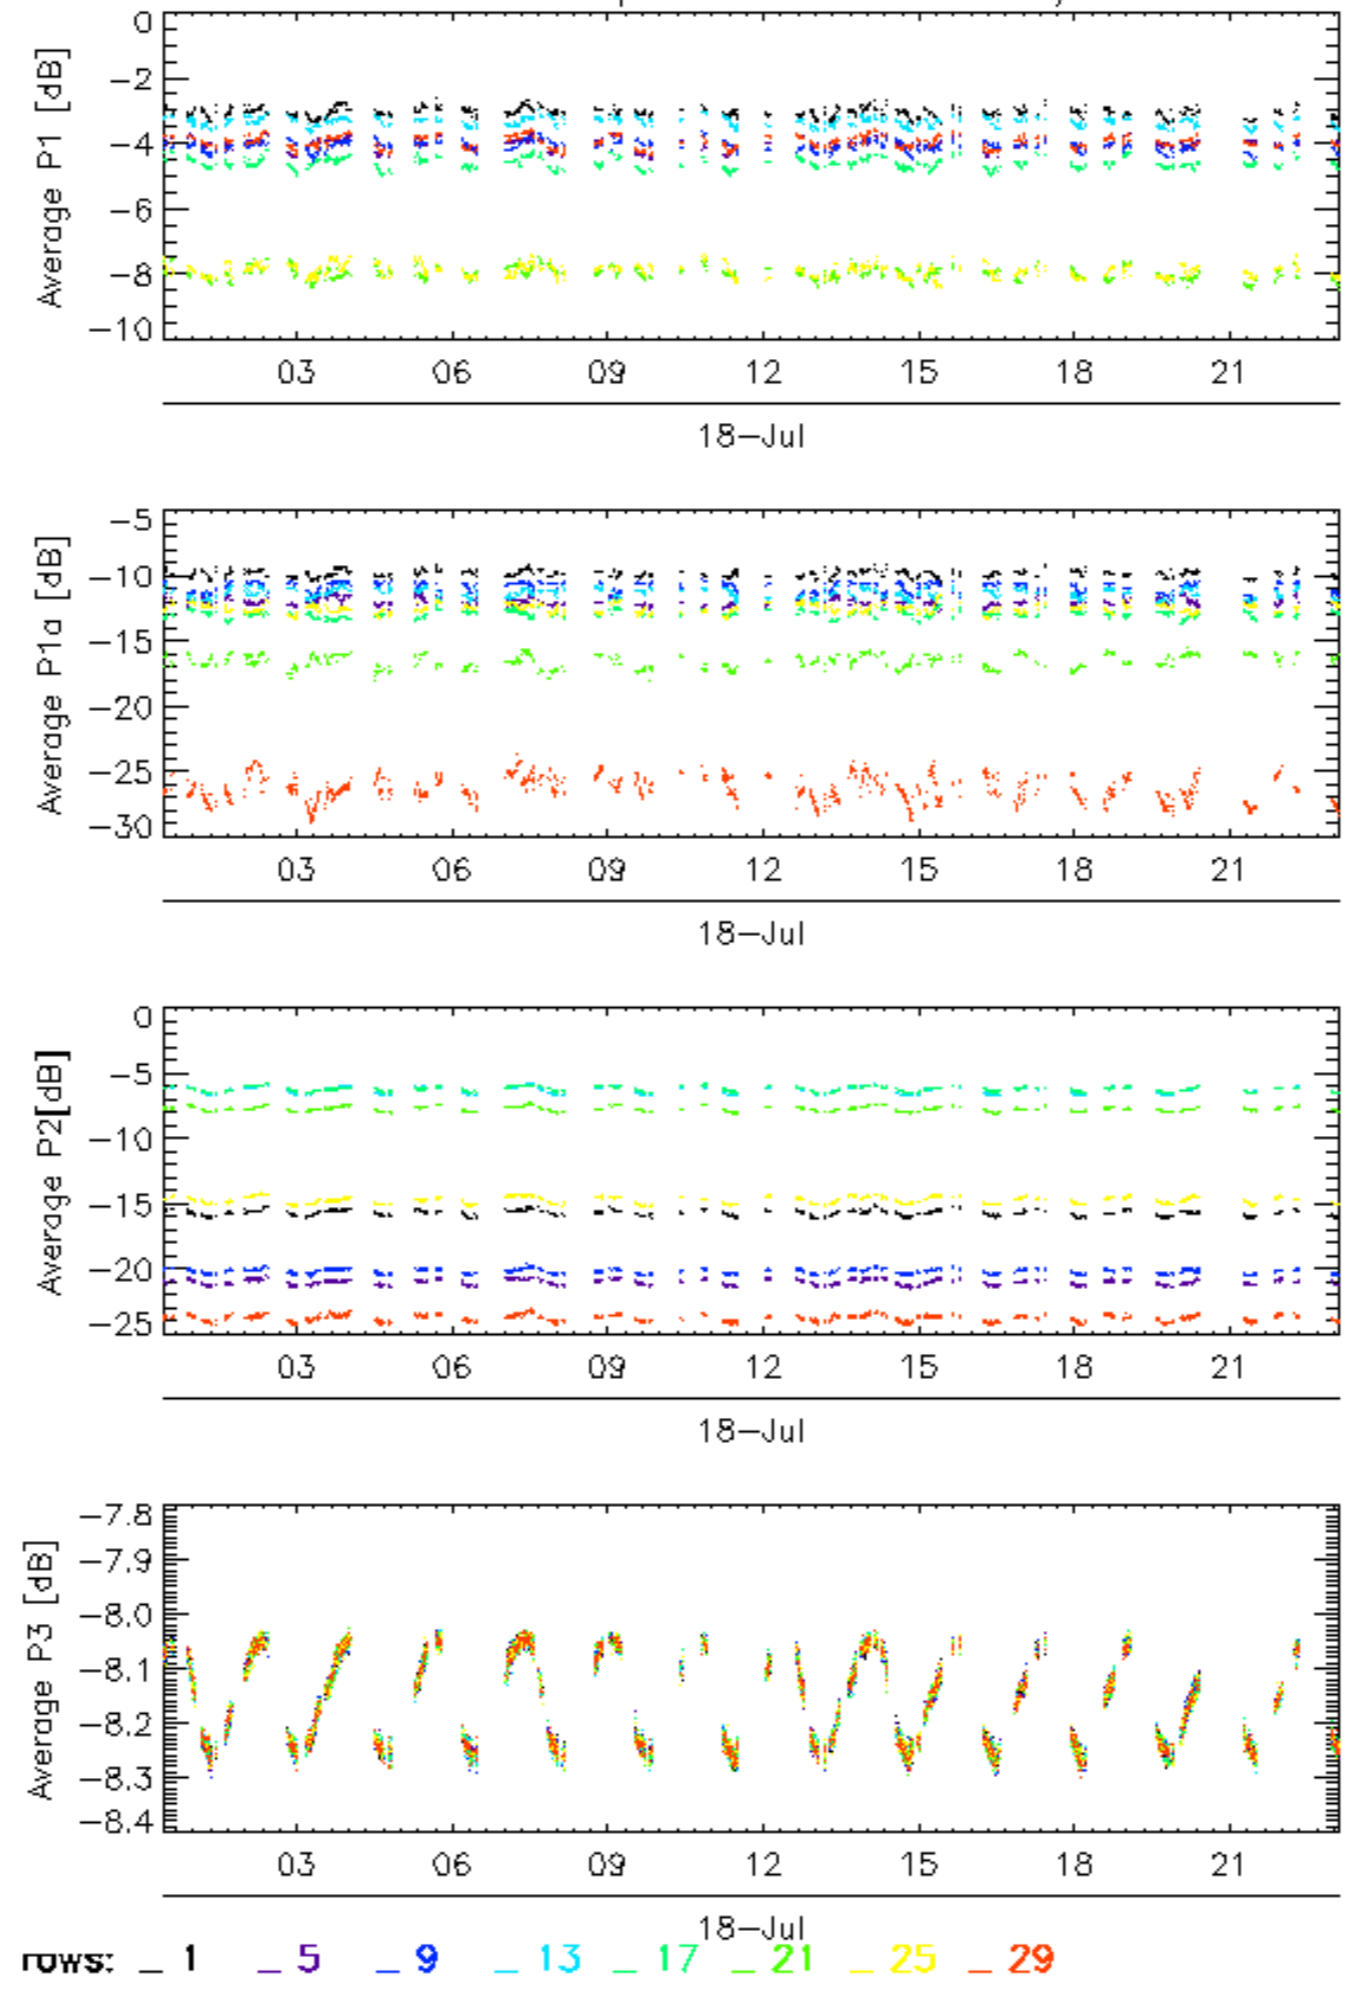 0
−2
−4
−6
−8
−10
Average P1 [dB]
03 06 09 12 15 18 21
18−Jul
−5
−10
−15
−20
−25
−30
Average P1a [dB]
03 06 09 12 15 18 21
18−Jul
0
−5
−10
−15
−20
−25
Average P2[dB]
03 06 09 12 15 18 21
18−Jul
−7.8
−7.9
−8.0
−8.1
−8.2
−8.3
−8.4
Average P3 [dB]
03 06 09 12 15 18 21
18−Jul
rows: _ 1 _ 5 _ 9 _ 13 _ 17 _ 21 _ 25 _ 29